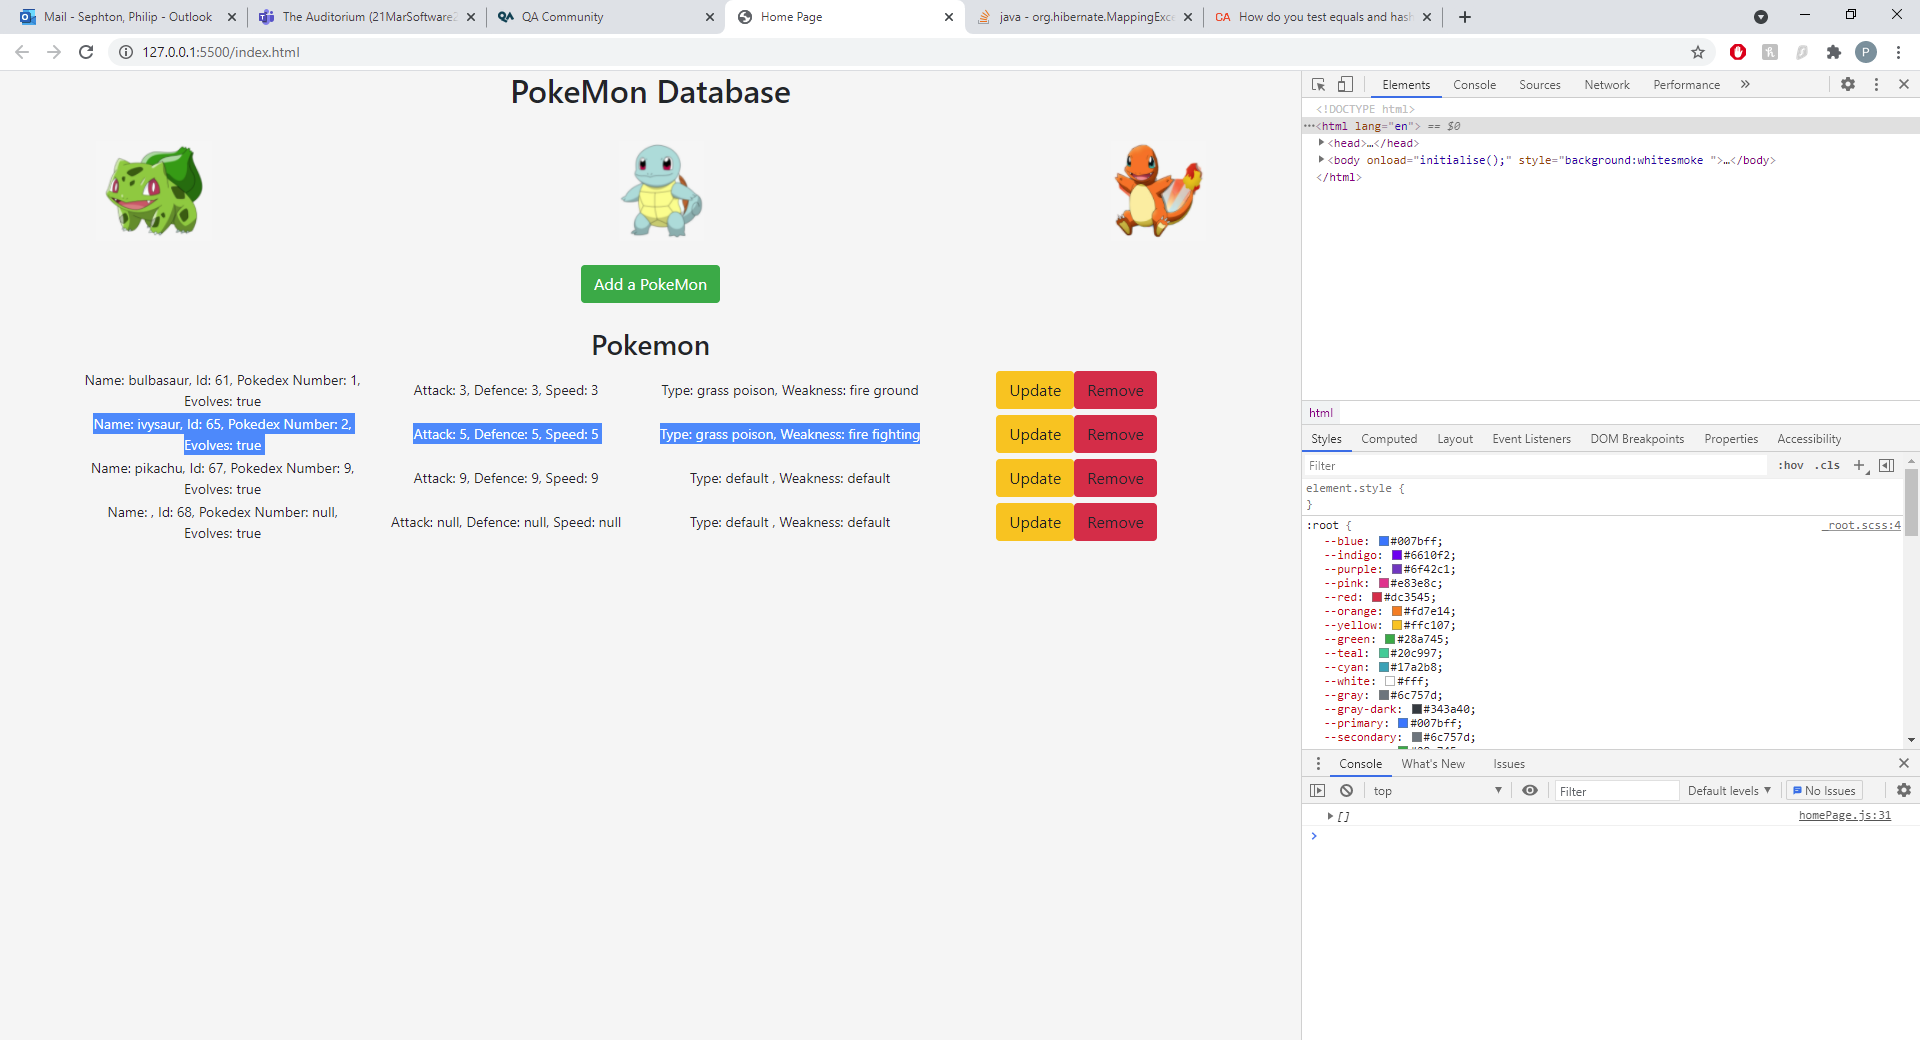 Mail - Sephton, Philip - Outlook
The Auditorium (21MarSoftware2
QA QA Community
Home Page
java - org.hibernate.MappingExce
CA How do you test equals and hash
127.0.0.1:5500/index.html
P
PokeMon Database
Add a PokeMon
Pokemon
Name: bulbasaur, Id: 61, Pokedex Number: 1,
Evolves: true
Attack: 3, Defence: 3, Speed: 3
Type: grass poison, Weakness: fire ground
Update Remove
Name: ivysaur, Id: 65, Pokedex Number: 2,
Evolves: true
Attack: 5, Defence: 5, Speed: 5
Type: grass poison, Weakness: fire fighting
Update Remove
Name: pikachu, Id: 67, Pokedex Number: 9,
Evolves: true
Attack: 9, Defence: 9, Speed: 9
Type: default , Weakness: default
Update Remove
Name: , Id: 68, Pokedex Number: null,
Evolves: true
Attack: null, Defence: null, Speed: null
Type: default , Weakness: default
Update Remove
Elements Console Sources Network Performance »
<!DOCTYPE html>
⋯<html lang="en"> == $0
<head>…</head>
<body onload="initialise();" style="background:whitesmoke ">…</body>
</html>
html
Styles Computed Layout Event Listeners DOM Breakpoints Properties Accessibility
Filter :hov .cls +
element.style {
}
:root { _root.scss:4
--blue: #007bff;
--indigo: #6610f2;
--purple: #6f42c1;
--pink: #e83e8c;
--red: #dc3545;
--orange: #fd7e14;
--yellow: #ffc107;
--green: #28a745;
--teal: #20c997;
--cyan: #17a2b8;
--white: #fff;
--gray: #6c757d;
--gray-dark: #343a40;
--primary: #007bff;
--secondary: #6c757d;
Console What's New Issues
top Filter Default levels No Issues
[] homePage.js:31